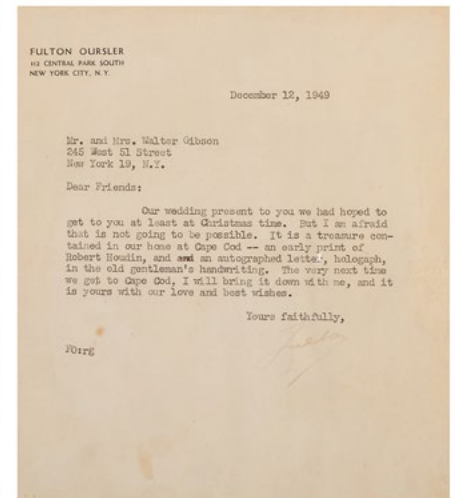 FULTON OURSLER
112 CENTRAL PARK SOUTH
NEW YORK CITY, N. Y.
December 12, 1949
Mr. and Mrs. Walter Gibson
245 West 51 Street
New York 19, N.Y.
Dear Friends:
Our wedding present to you we had hoped to
get to you at least at Christmas time. But I am afraid
that is not going to be possible. It is a treasure con-
tained in our home at Cape Cod -- an early print of
Robert Houdin, and an autographed letter, holograph,
in the old gentleman's handwriting. The very next time
we get to Cape Cod, I will bring it down with me, and it
is yours with our love and best wishes.
Yours faithfully,
Fulton
FO:rg